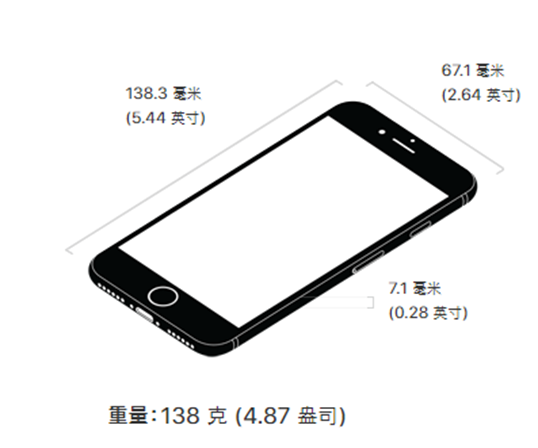 138.3 毫米
(5.44 英寸)
67.1 毫米
(2.64 英寸)
7.1 毫米
(0.28 英寸)
重量：138 克 (4.87 盎司)